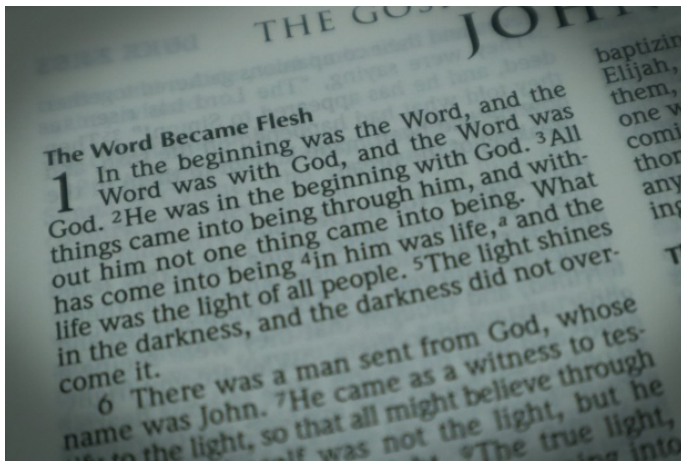 THE GOS
JOHN
The Word Became Flesh
1 In the beginning was the Word, and the
Word was with God, and the Word was
God. 2He was in the beginning with God. 3All
things came into being through him, and with-
out him not one thing came into being. What
has come into being 4in him was life,a and the
life was the light of all people. 5The light shines
in the darkness, and the darkness did not over-
come it.
6 There was a man sent from God, whose
name was John. 7He came as a witness to tes-
to the light, so that all might believe through
was not the light, but he
9The true light,
into
baptizin
Elijah,
them,
one w
comi
thon
any
ing
T